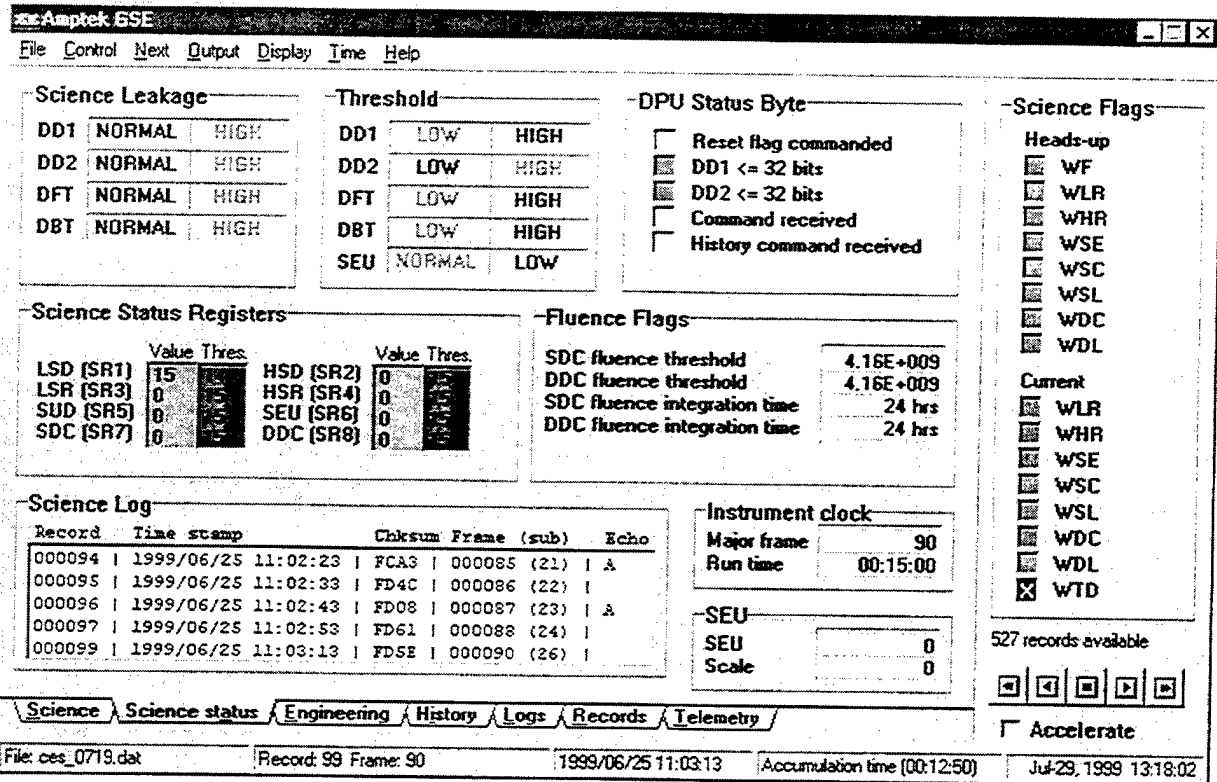 Amptek GSE
File Control Next Output Display Time Help
Science Leakage
DD1 NORMAL HIGH
DD2 NORMAL HIGH
DFT NORMAL HIGH
DBT NORMAL HIGH
Threshold
DD1 LOW HIGH
DD2 LOW HIGH
DFT LOW HIGH
DBT LOW HIGH
SEU NORMAL LOW
DPU Status Byte
Reset flag commanded
DD1 <= 32 bits
DD2 <= 32 bits
Command received
History command received
Science Flags
Heads-up
WF
WLR
WHR
WSE
WSC
WSL
WDC
WDL
Current
WLR
WHR
WSE
WSC
WSL
WDC
WDL
WTD
Science Status Registers
Value Thres. Value Thres.
LSD (SR1) 15 HSD (SR2) 0
LSR (SR3) 0 HSR (SR4) 0
SUD (SR5) 0 SEU (SR6) 0
SDC (SR7) 0 DDC (SR8) 0
Fluence Flags
SDC fluence threshold 4.16E+009
DDC fluence threshold 4.16E+009
SDC fluence integration time 24 hrs
DDC fluence integration time 24 hrs
Science Log
Record Time stamp Chksum Frame (sub) Echo
000094 | 1999/06/25 11:02:23 | FCA3 | 000085 (21) | A
000095 | 1999/06/25 11:02:33 | FD4C | 000086 (22) |
000096 | 1999/06/25 11:02:43 | FD08 | 000087 (23) | A
000097 | 1999/06/25 11:02:53 | FD61 | 000088 (24) |
000099 | 1999/06/25 11:03:13 | FD5E | 000090 (26) |
Instrument clock
Major frame 90
Run time 00:15:00
SEU
SEU 0
Scale 0
527 records available
Accelerate
Science Science status Engineering History Logs Records Telemetry
File: ces_0719.dat Record: 99 Frame: 90 1999/06/25 11:03:13 Accumulation time [00:12:50) Jul-29, 1999 13:18:02